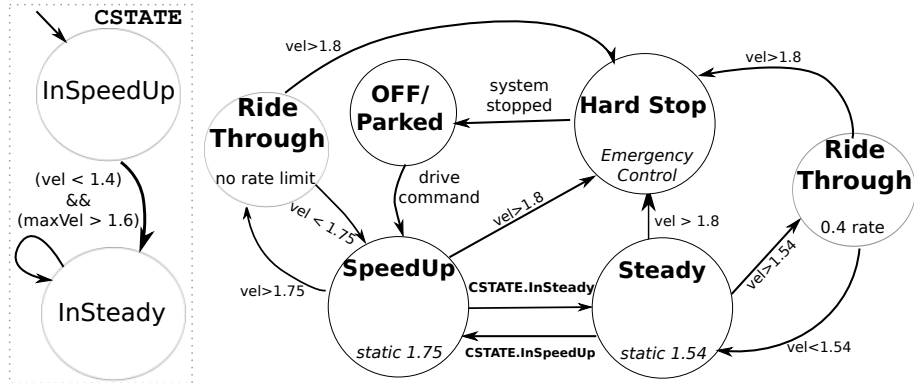 CSTATE
InSpeedUp
(vel < 1.4)
&&
(maxVel > 1.6)
InSteady
vel>1.8
Ride
Through
no rate limit
vel < 1.75
vel>1.75
OFF/
Parked
system
stopped
drive
command
Hard Stop
Emergency
Control
vel>1.8
vel > 1.8
SpeedUp
static 1.75
CSTATE.InSteady
CSTATE.InSpeedUp
Steady
static 1.54
vel>1.54
vel>1.8
Ride
Through
0.4 rate
vel<1.54